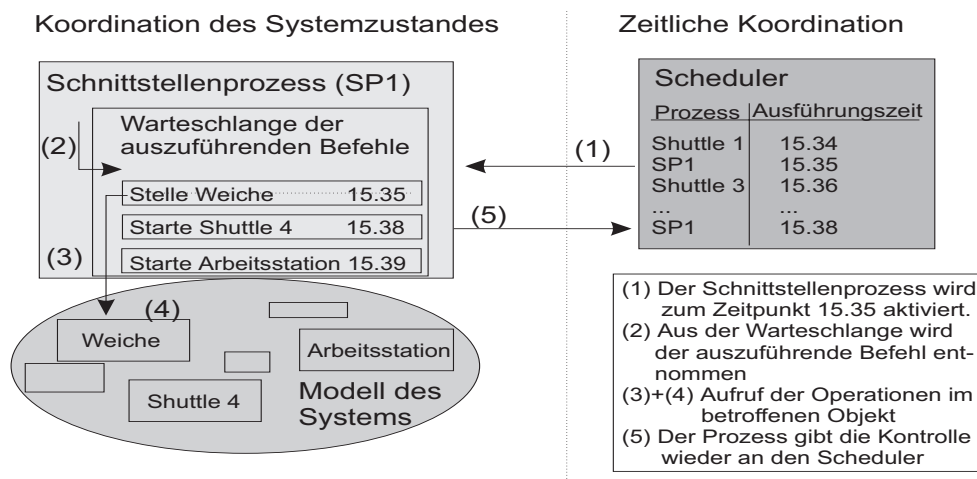 Koordination des Systemzustandes
Schnittstellenprozess (SP1)
Warteschlange der
auszuführenden Befehle
(2)
Stelle Weiche 15.35
Starte Shuttle 4 15.38
Starte Arbeitsstation 15.39
(3)
(4)
Weiche
Arbeitsstation
Shuttle 4
Modell des
Systems
(1)
(5)
Zeitliche Koordination
Scheduler
Prozess Ausführungszeit
Shuttle 1 15.34
SP1 15.35
Shuttle 3 15.36
... ...
SP1 15.38
(1) Der Schnittstellenprozess wird
zum Zeitpunkt 15.35 aktiviert.
(2) Aus der Warteschlange wird
der auszuführende Befehl ent-
nommen
(3)+(4) Aufruf der Operationen im
betroffenen Objekt
(5) Der Prozess gibt die Kontrolle
wieder an den Scheduler